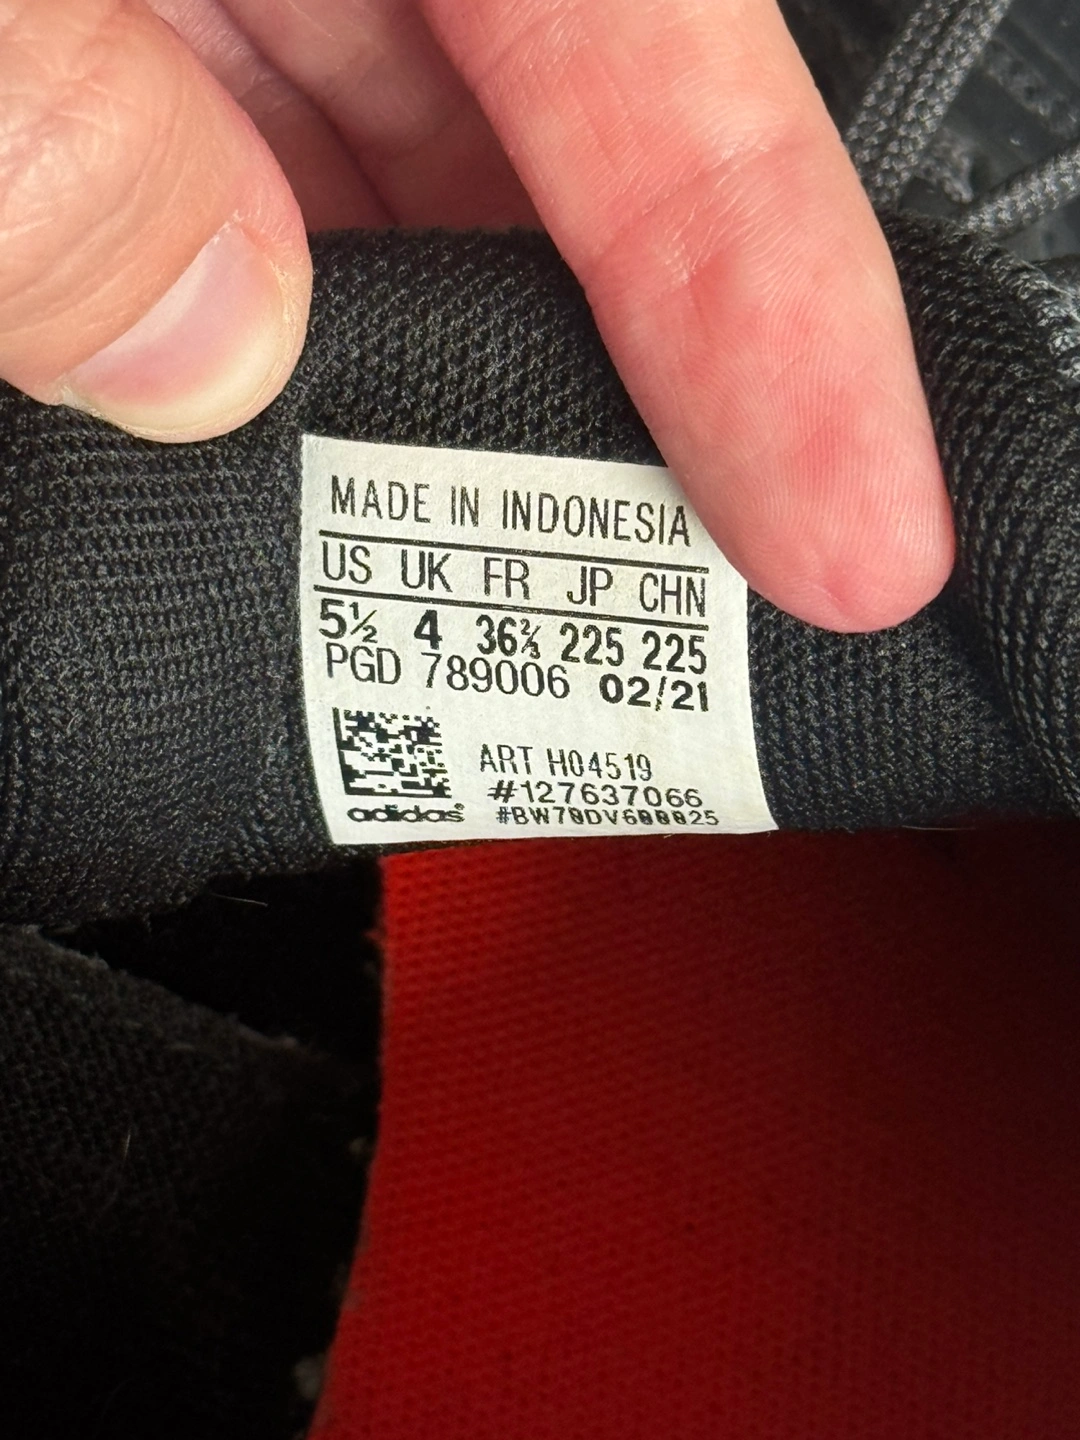 MADE IN INDONESIA
US UK FR JP CHN
5½ 4 36⅔ 225 225
PGD 789006 02/21
ART H04519
#127637066
adidas® #BW70DV600025